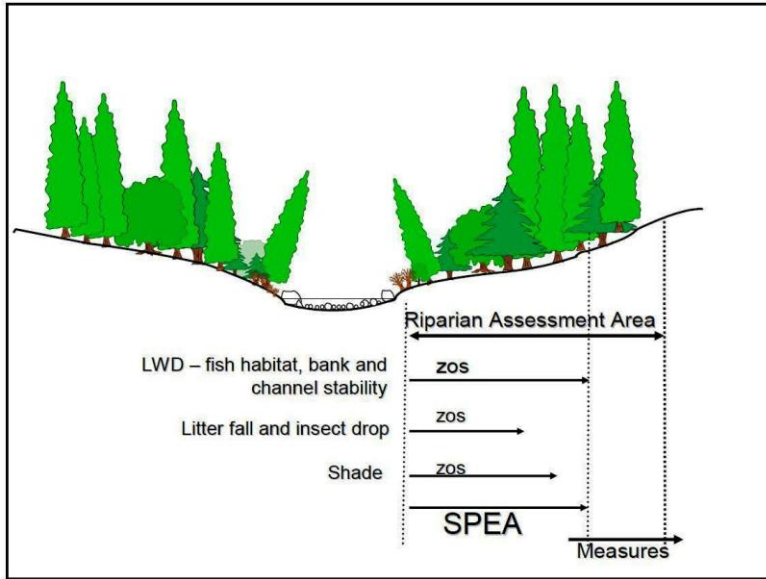 Riparian Assessment Area
LWD – fish habitat, bank and
channel stability
zos
Litter fall and insect drop
zos
Shade
zos
SPEA
Measures